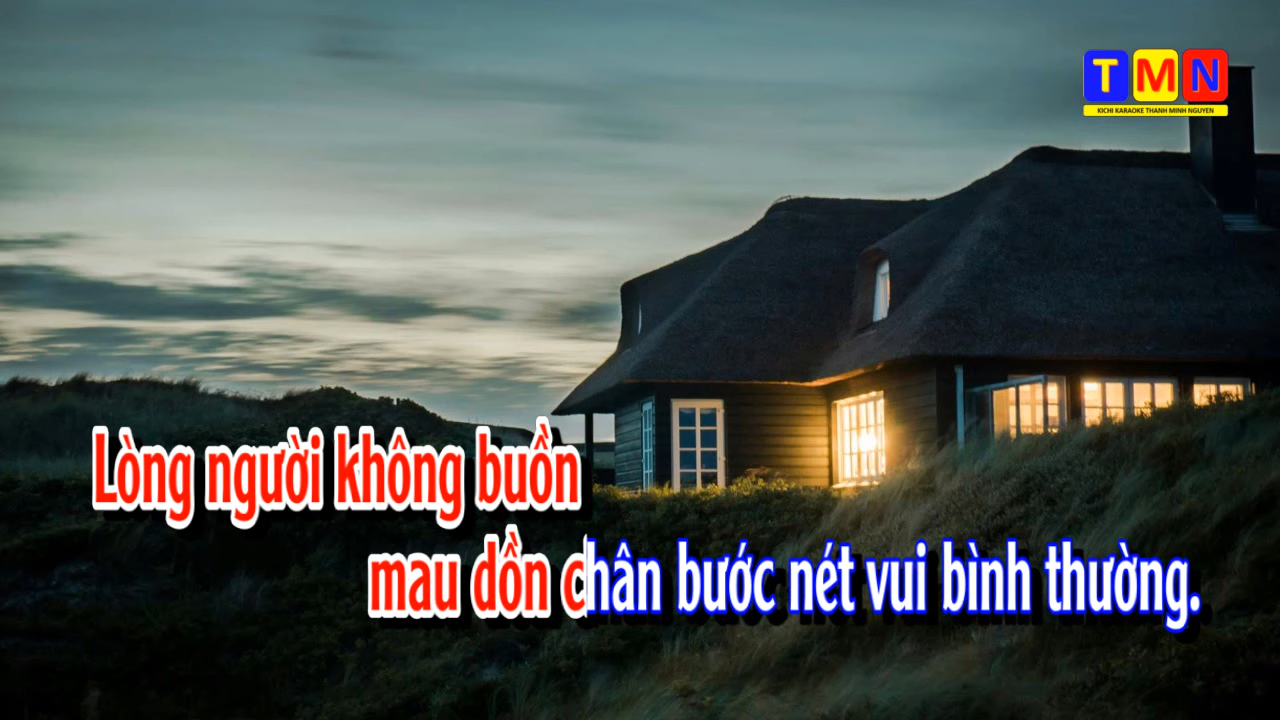 TMN
KICHI KARAOKE THANH MINH NGUYEN
Lòng người không buồn
mau dồn chân bước nét vui bình thường.